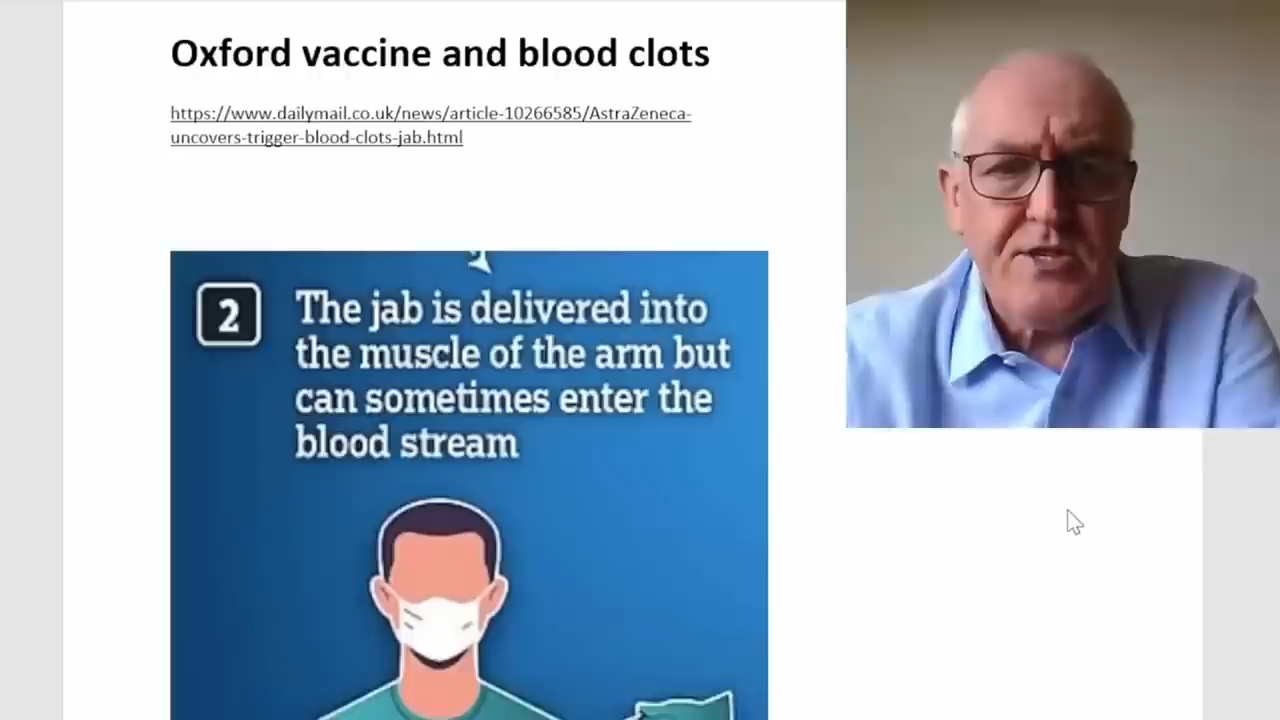 Oxford vaccine and blood clots
https://www.dailymail.co.uk/news/article-10266585/AstraZeneca-
uncovers-trigger-blood-clots-jab.html
2
The jab is delivered into
the muscle of the arm but
can sometimes enter the
blood stream